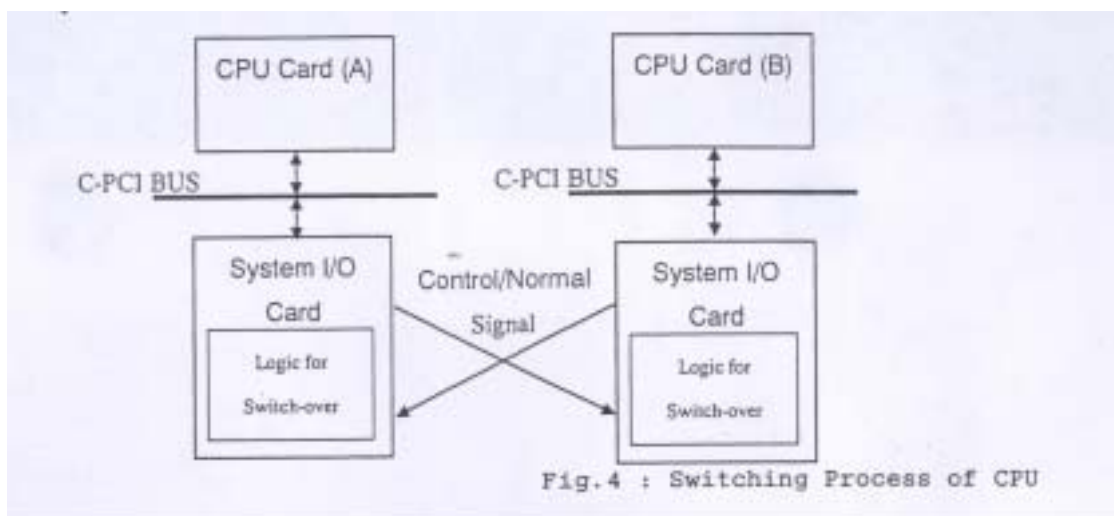 CPU Card (A)
CPU Card (B)
C-PCI BUS
C-PCI BUS
System I/O
Card
Logic for
Switch-over
Control/Normal
Signal
System I/O
Card
Logic for
Switch-over
Fig.4 : Switching Process of CPU